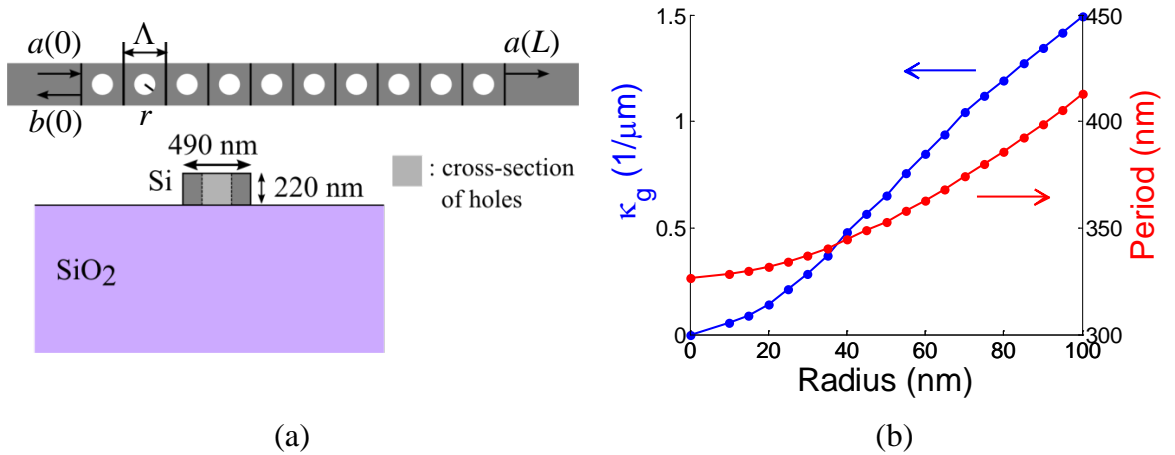 a(0)
Λ
a(L)
b(0)
r
490 nm
Si
220 nm
: cross-section
of holes
SiO2
(a)
κg (1/μm)
1.5
1
0.5
0
450
400
350
300
Period (nm)
0
20
40
60
80
100
Radius (nm)
(b)